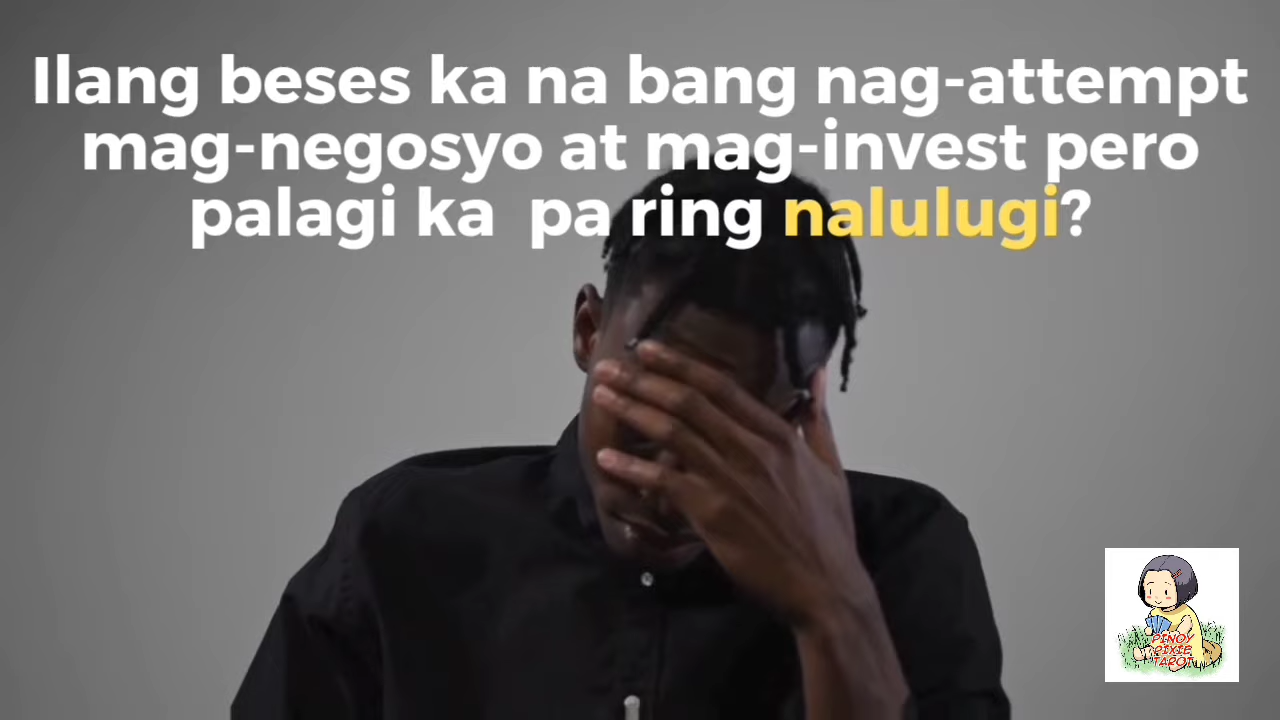 Ilang beses ka na bang nag-attempt
mag-negosyo at mag-invest pero
palagi ka pa ring nalulugi?
PINOY
PIXIE
TAROT